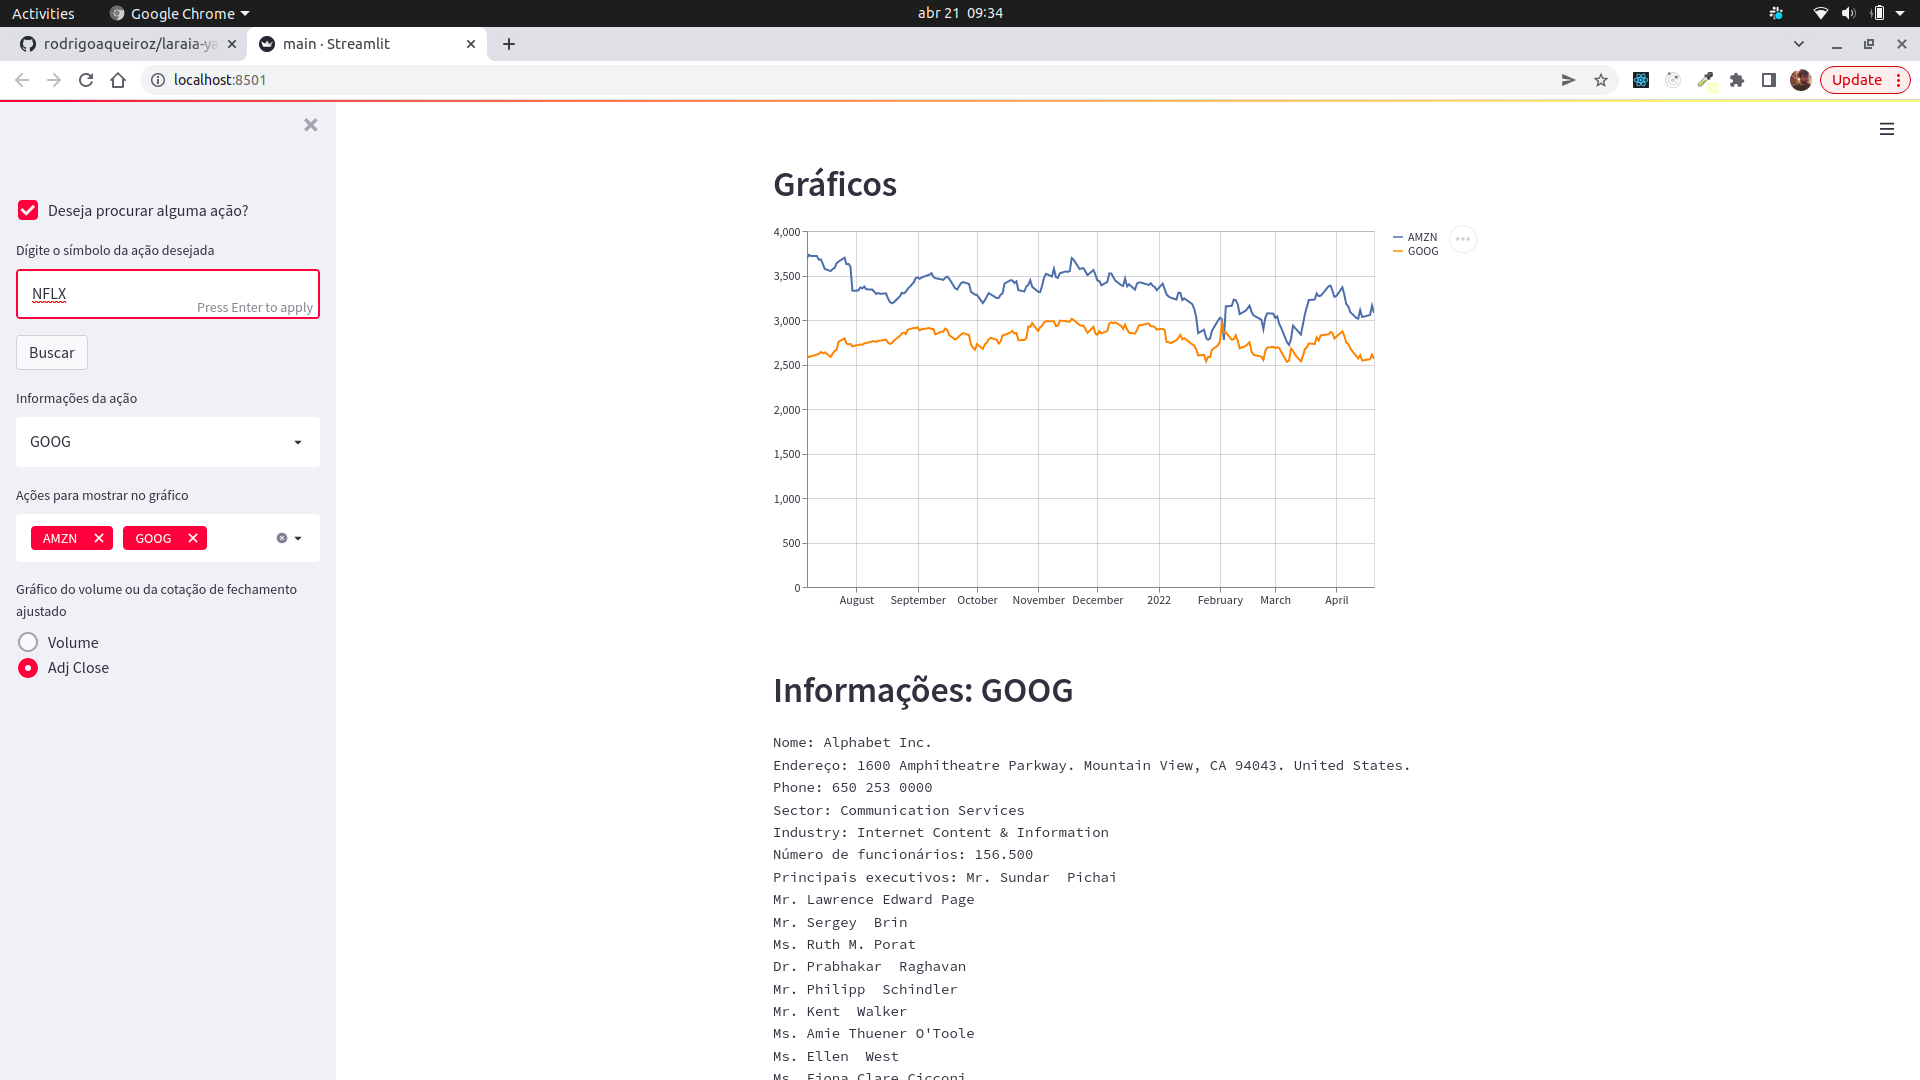 Activities
Google Chrome
abr 21 09:34
rodrigoaqueiroz/laraia-ya
main · Streamlit
localhost:8501
Update
Deseja procurar alguma ação?
Dígite o símbolo da ação desejada
NFLX
Press Enter to apply
Buscar
Informações da ação
GOOG
Ações para mostrar no gráfico
AMZN
GOOG
Gráfico do volume ou da cotação de fechamento
ajustado
Volume
Adj Close
Gráficos
4,000
3,500
3,000
2,500
2,000
1,500
1,000
500
0
August September October November December 2022 February March April
AMZN
GOOG
Informações: GOOG
Nome: Alphabet Inc.
Endereço: 1600 Amphitheatre Parkway. Mountain View, CA 94043. United States.
Phone: 650 253 0000
Sector: Communication Services
Industry: Internet Content & Information
Número de funcionários: 156.500
Principais executivos: Mr. Sundar  Pichai
Mr. Lawrence Edward Page
Mr. Sergey  Brin
Ms. Ruth M. Porat
Dr. Prabhakar  Raghavan
Mr. Philipp  Schindler
Mr. Kent  Walker
Ms. Amie Thuener O'Toole
Ms. Ellen  West
Ms. Fiona Clare Cicconi